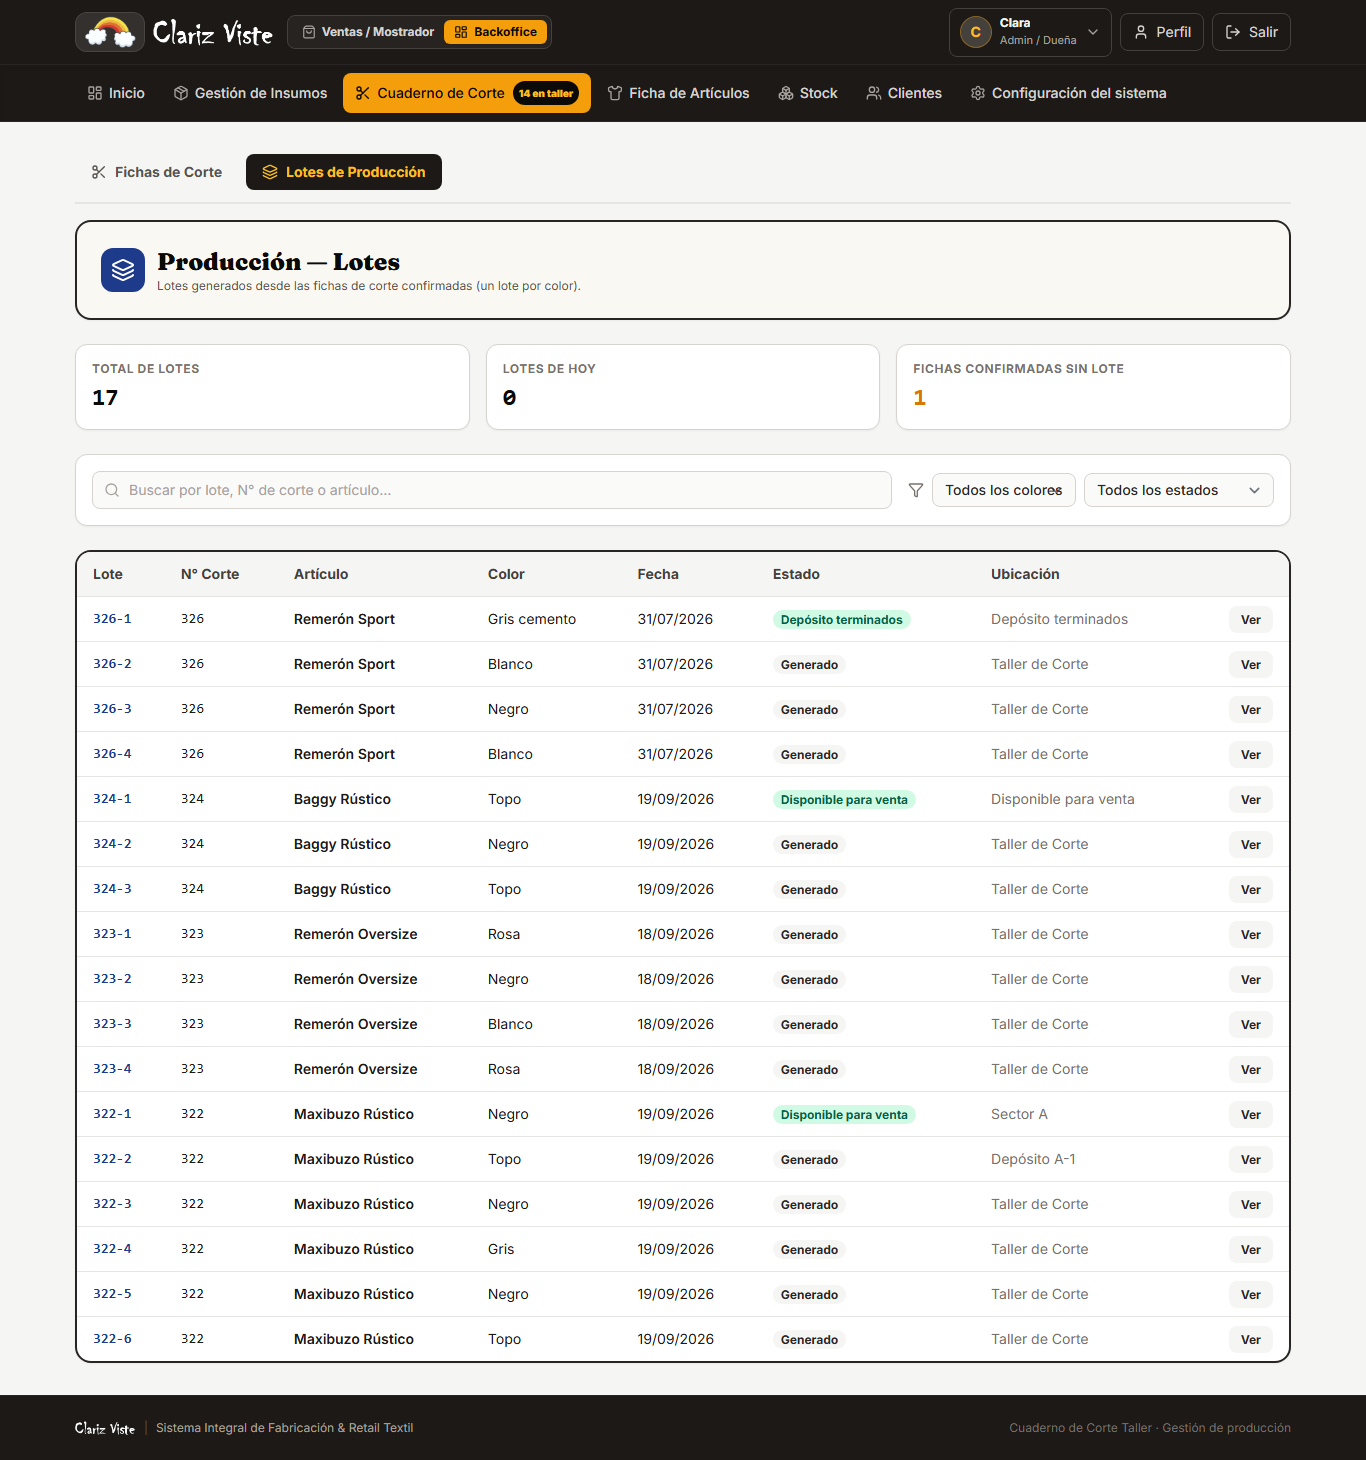 Clariz Viste
Ventas / Mostrador
Backoffice
C
Clara
Admin / Dueña
Perfil
Salir
Inicio
Gestión de Insumos
Cuaderno de Corte
14 en taller
Ficha de Artículos
Stock
Clientes
Configuración del sistema
Fichas de Corte
Lotes de Producción
Producción — Lotes
Lotes generados desde las fichas de corte confirmadas (un lote por color).
TOTAL DE LOTES
17
LOTES DE HOY
0
FICHAS CONFIRMADAS SIN LOTE
1
Buscar por lote, N° de corte o artículo...
Todos los colores
Todos los estados
Lote N° Corte Artículo Color Fecha Estado Ubicación
326-1 326 Remerón Sport Gris cemento 31/07/2026 Depósito terminados Depósito terminados Ver
326-2 326 Remerón Sport Blanco 31/07/2026 Generado Taller de Corte Ver
326-3 326 Remerón Sport Negro 31/07/2026 Generado Taller de Corte Ver
326-4 326 Remerón Sport Blanco 31/07/2026 Generado Taller de Corte Ver
324-1 324 Baggy Rústico Topo 19/09/2026 Disponible para venta Disponible para venta Ver
324-2 324 Baggy Rústico Negro 19/09/2026 Generado Taller de Corte Ver
324-3 324 Baggy Rústico Topo 19/09/2026 Generado Taller de Corte Ver
323-1 323 Remerón Oversize Rosa 18/09/2026 Generado Taller de Corte Ver
323-2 323 Remerón Oversize Negro 18/09/2026 Generado Taller de Corte Ver
323-3 323 Remerón Oversize Blanco 18/09/2026 Generado Taller de Corte Ver
323-4 323 Remerón Oversize Rosa 18/09/2026 Generado Taller de Corte Ver
322-1 322 Maxibuzo Rústico Negro 19/09/2026 Disponible para venta Sector A Ver
322-2 322 Maxibuzo Rústico Topo 19/09/2026 Generado Depósito A-1 Ver
322-3 322 Maxibuzo Rústico Negro 19/09/2026 Generado Taller de Corte Ver
322-4 322 Maxibuzo Rústico Gris 19/09/2026 Generado Taller de Corte Ver
322-5 322 Maxibuzo Rústico Negro 19/09/2026 Generado Taller de Corte Ver
322-6 322 Maxibuzo Rústico Topo 19/09/2026 Generado Taller de Corte Ver
Clariz Viste
Sistema Integral de Fabricación & Retail Textil
Cuaderno de Corte Taller · Gestión de producción